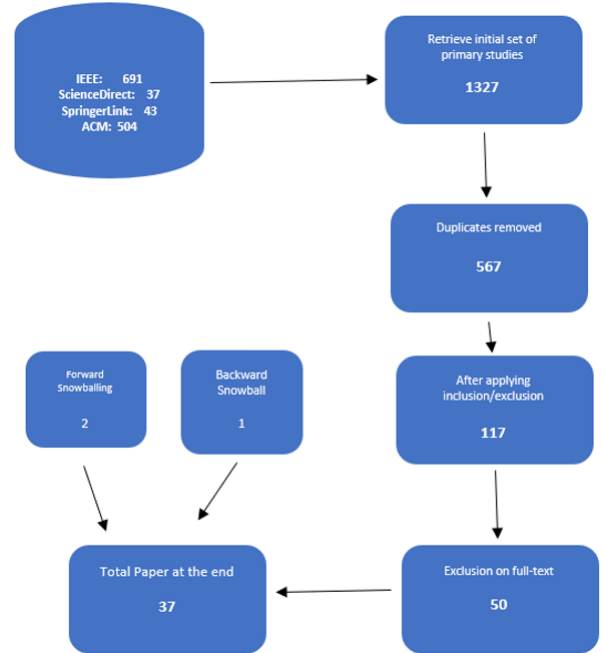 IEEE: 691
ScienceDirect: 37
SpringerLink: 43
ACM: 504
Retrieve initial set of
primary studies
1327
Duplicates removed
567
After applying
inclusion/exclusion
117
Forward
Snowballing
2
Backward
Snowball
1
Exclusion on full-text
50
Total Paper at the end
37